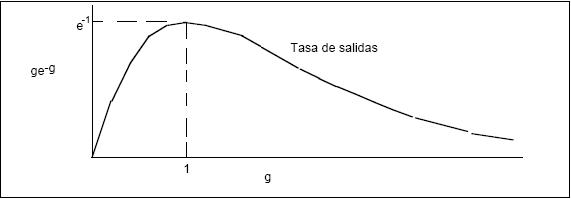 e-1
Tasa de salidas
ge-g
1
g